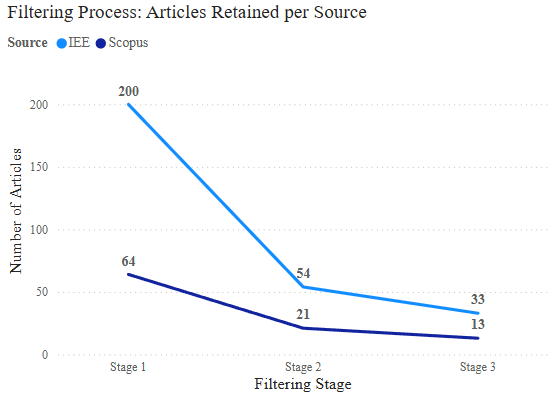 Filtering Process: Articles Retained per Source
Source IEE Scopus
200
150
100
50
0
Number of Articles
200
64
54
21
33
13
Stage 1 Stage 2 Stage 3
Filtering Stage